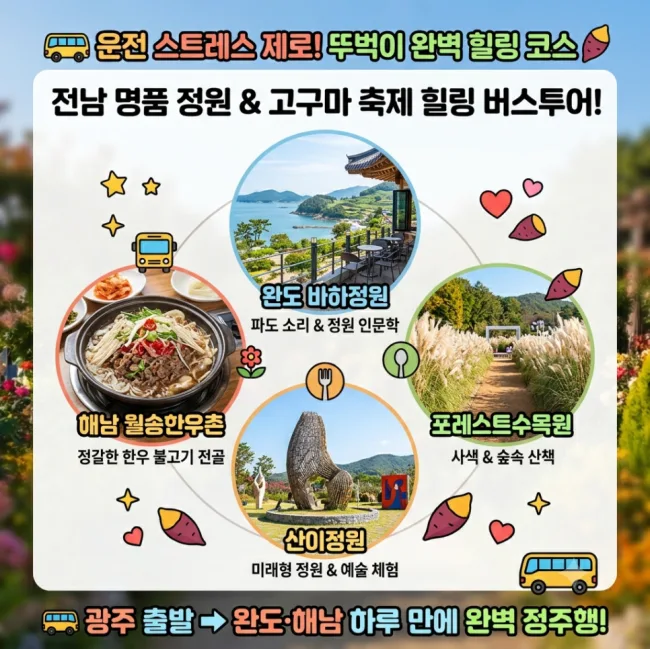 운전 스트레스 제로! 뚜벅이 완벽 힐링 코스
전남 명품 정원 & 고구마 축제 힐링 버스투어!
완도 바하정원
파도 소리 & 정원 인문학
해남 월송한우촌
정갈한 한우 불고기 전골
포레스트수목원
사색 & 숲속 산책
산이정원
미래형 정원 & 예술 체험
광주 출발 ➡ 완도·해남 하루 만에 완벽 정주행!